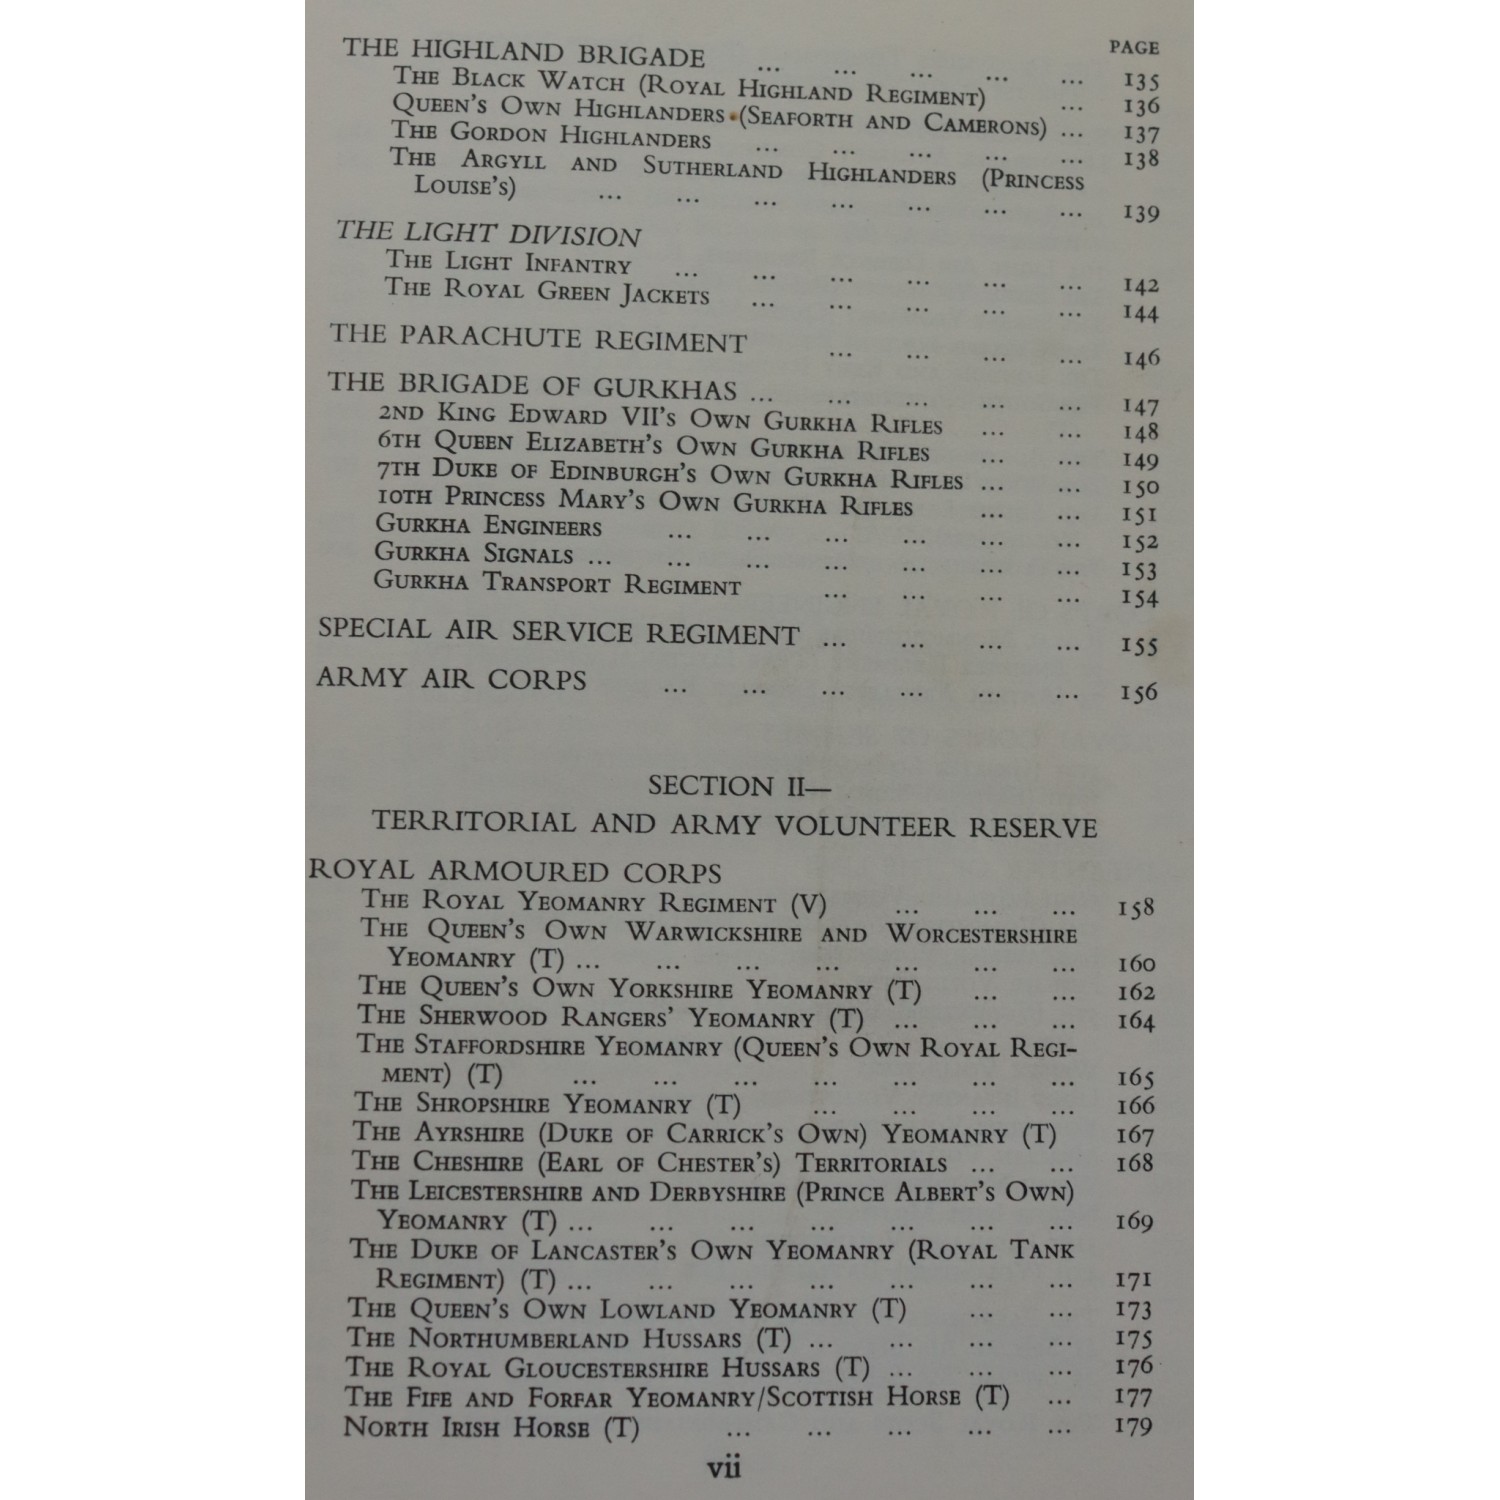 PAGE
THE HIGHLAND BRIGADE ... ... ... ... ... 135
THE BLACK WATCH (ROYAL HIGHLAND REGIMENT) ... 136
QUEEN'S OWN HIGHLANDERS (SEAFORTH AND CAMERONS) ... 137
THE GORDON HIGHLANDERS ... ... ... ... ... 138
THE ARGYLL AND SUTHERLAND HIGHLANDERS (PRINCESS
LOUISE'S) ... ... ... ... ... ... ... 139
THE LIGHT DIVISION
THE LIGHT INFANTRY ... ... ... ... ... ... 142
THE ROYAL GREEN JACKETS ... ... ... ... ... 144
THE PARACHUTE REGIMENT ... ... ... ... 146
THE BRIGADE OF GURKHAS ... ... ... ... ... 147
2ND KING EDWARD VII'S OWN GURKHA RIFLES ... ... 148
6TH QUEEN ELIZABETH'S OWN GURKHA RIFLES ... ... 149
7TH DUKE OF EDINBURGH'S OWN GURKHA RIFLES ... ... 150
10TH PRINCESS MARY'S OWN GURKHA RIFLES ... ... 151
GURKHA ENGINEERS ... ... ... ... ... ... 152
GURKHA SIGNALS ... ... ... ... ... ... ... 153
GURKHA TRANSPORT REGIMENT ... ... ... ... 154
SPECIAL AIR SERVICE REGIMENT ... ... ... ... 155
ARMY AIR CORPS ... ... ... ... ... ... 156
SECTION II—
TERRITORIAL AND ARMY VOLUNTEER RESERVE
ROYAL ARMOURED CORPS
THE ROYAL YEOMANRY REGIMENT (V) ... ... ... 158
THE QUEEN'S OWN WARWICKSHIRE AND WORCESTERSHIRE
YEOMANRY (T) ... ... ... ... ... ... ... 160
THE QUEEN'S OWN YORKSHIRE YEOMANRY (T) ... ... 162
THE SHERWOOD RANGERS' YEOMANRY (T) ... ... ... 164
THE STAFFORDSHIRE YEOMANRY (QUEEN'S OWN ROYAL REGI-
MENT) (T) ... ... ... ... ... ... ... 165
THE SHROPSHIRE YEOMANRY (T) ... ... ... ... 166
THE AYRSHIRE (DUKE OF CARRICK'S OWN) YEOMANRY (T) 167
THE CHESHIRE (EARL OF CHESTER'S) TERRITORIALS ... ... 168
THE LEICESTERSHIRE AND DERBYSHIRE (PRINCE ALBERT'S OWN)
YEOMANRY (T) ... ... ... ... ... ... ... 169
THE DUKE OF LANCASTER'S OWN YEOMANRY (ROYAL TANK
REGIMENT) (T) ... ... ... ... ... ... ... 171
THE QUEEN'S OWN LOWLAND YEOMANRY (T) ... ... 173
THE NORTHUMBERLAND HUSSARS (T) ... ... ... ... 175
THE ROYAL GLOUCESTERSHIRE HUSSARS (T) ... ... ... 176
THE FIFE AND FORFAR YEOMANRY/SCOTTISH HORSE (T) ... 177
NORTH IRISH HORSE (T) ... ... ... ... ... 179
vii